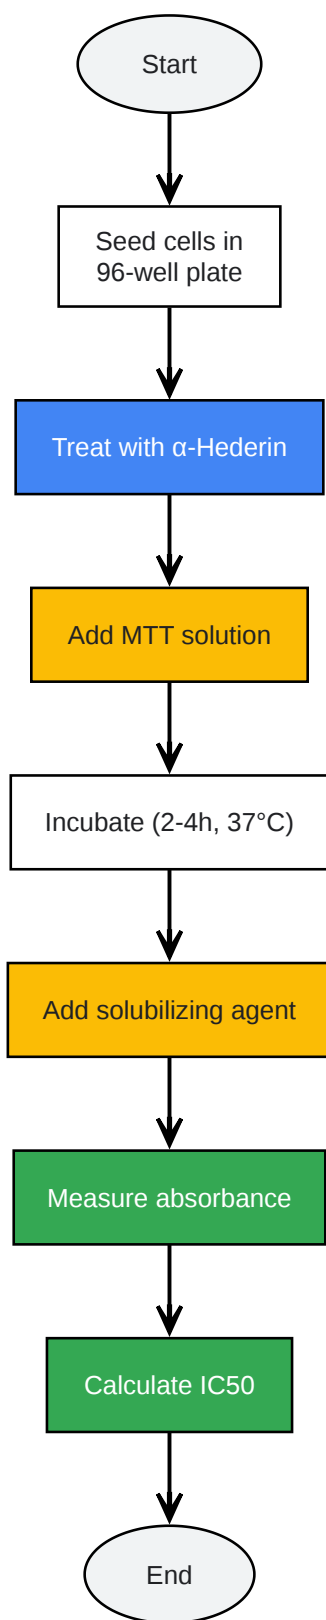 Start
Seed cells in
96-well plate
Treat with α-Hederin
Add MTT solution
Incubate (2-4h, 37°C)
Add solubilizing agent
Measure absorbance
Calculate IC50
End